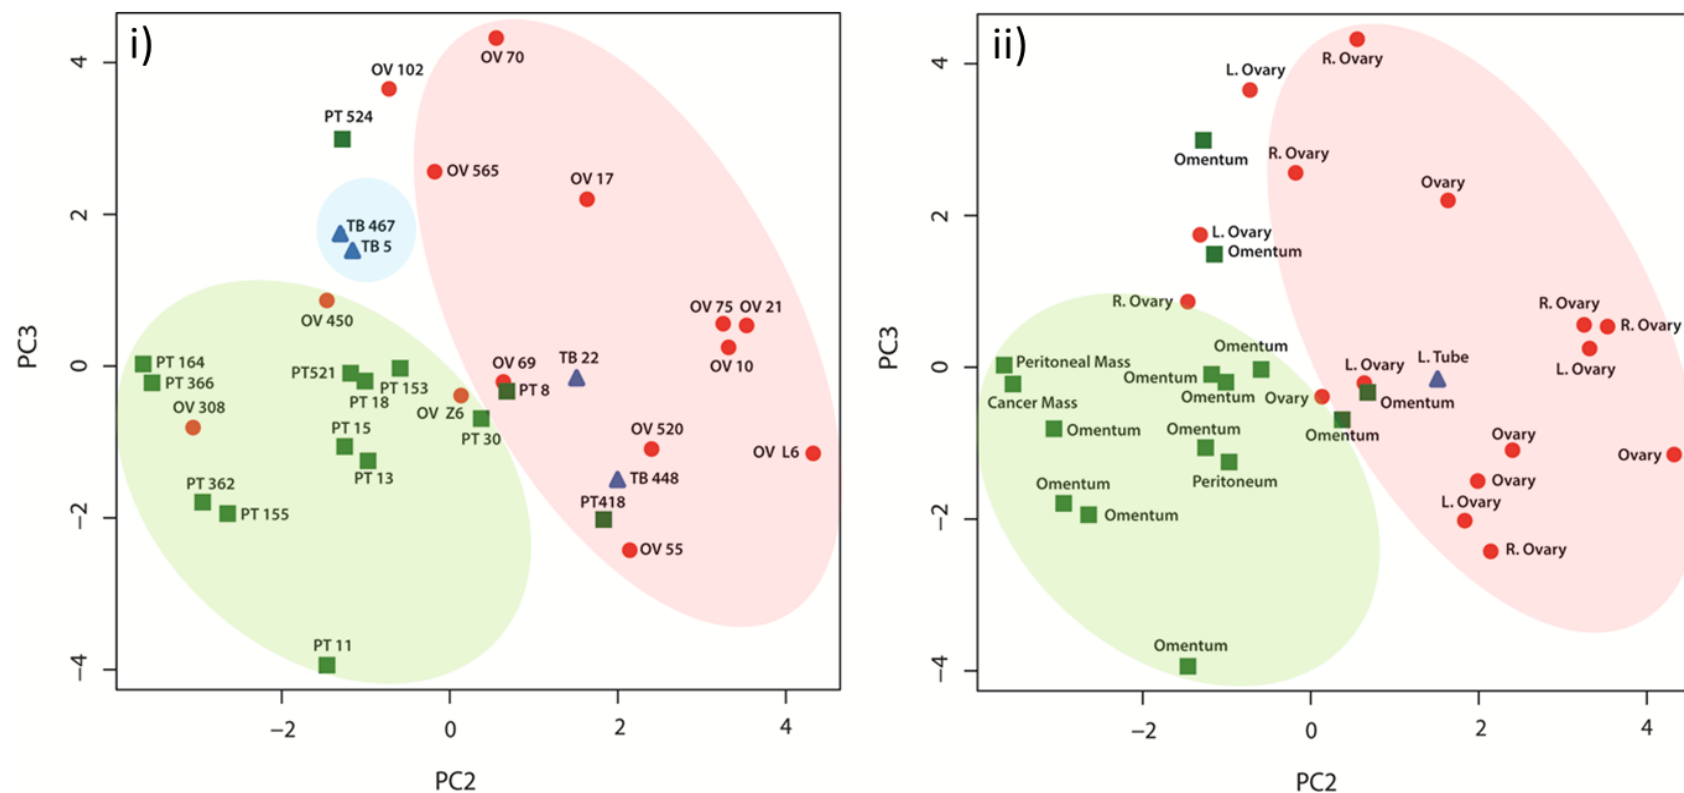 i)
4
2
0
−2
−4
PC3
OV 70
OV 102
PT 524
OV 565
OV 17
TB 467
TB 5
OV 450
OV 75
OV 21
OV 10
PT 164
PT 366
OV 308
PT521
PT 18
PT 153
OV Z6
OV 69
PT 8
TB 22
PT 30
PT 15
PT 13
OV 520
OV L6
TB 448
PT418
OV 55
PT 362
PT 155
PT 11
−2
0
2
4
PC2
ii)
4
2
0
−2
−4
PC3
R. Ovary
L. Ovary
Omentum
R. Ovary
Ovary
L. Ovary
Omentum
R. Ovary
R. Ovary
R. Ovary
L. Ovary
Peritoneal Mass
Cancer Mass
Omentum
Omentum
Omentum
Omentum
Ovary
L. Ovary
Omentum
L. Tube
Omentum
Omentum
Peritoneum
Ovary
Ovary
Ovary
L. Ovary
R. Ovary
Omentum
Omentum
Omentum
−2
0
2
4
PC2